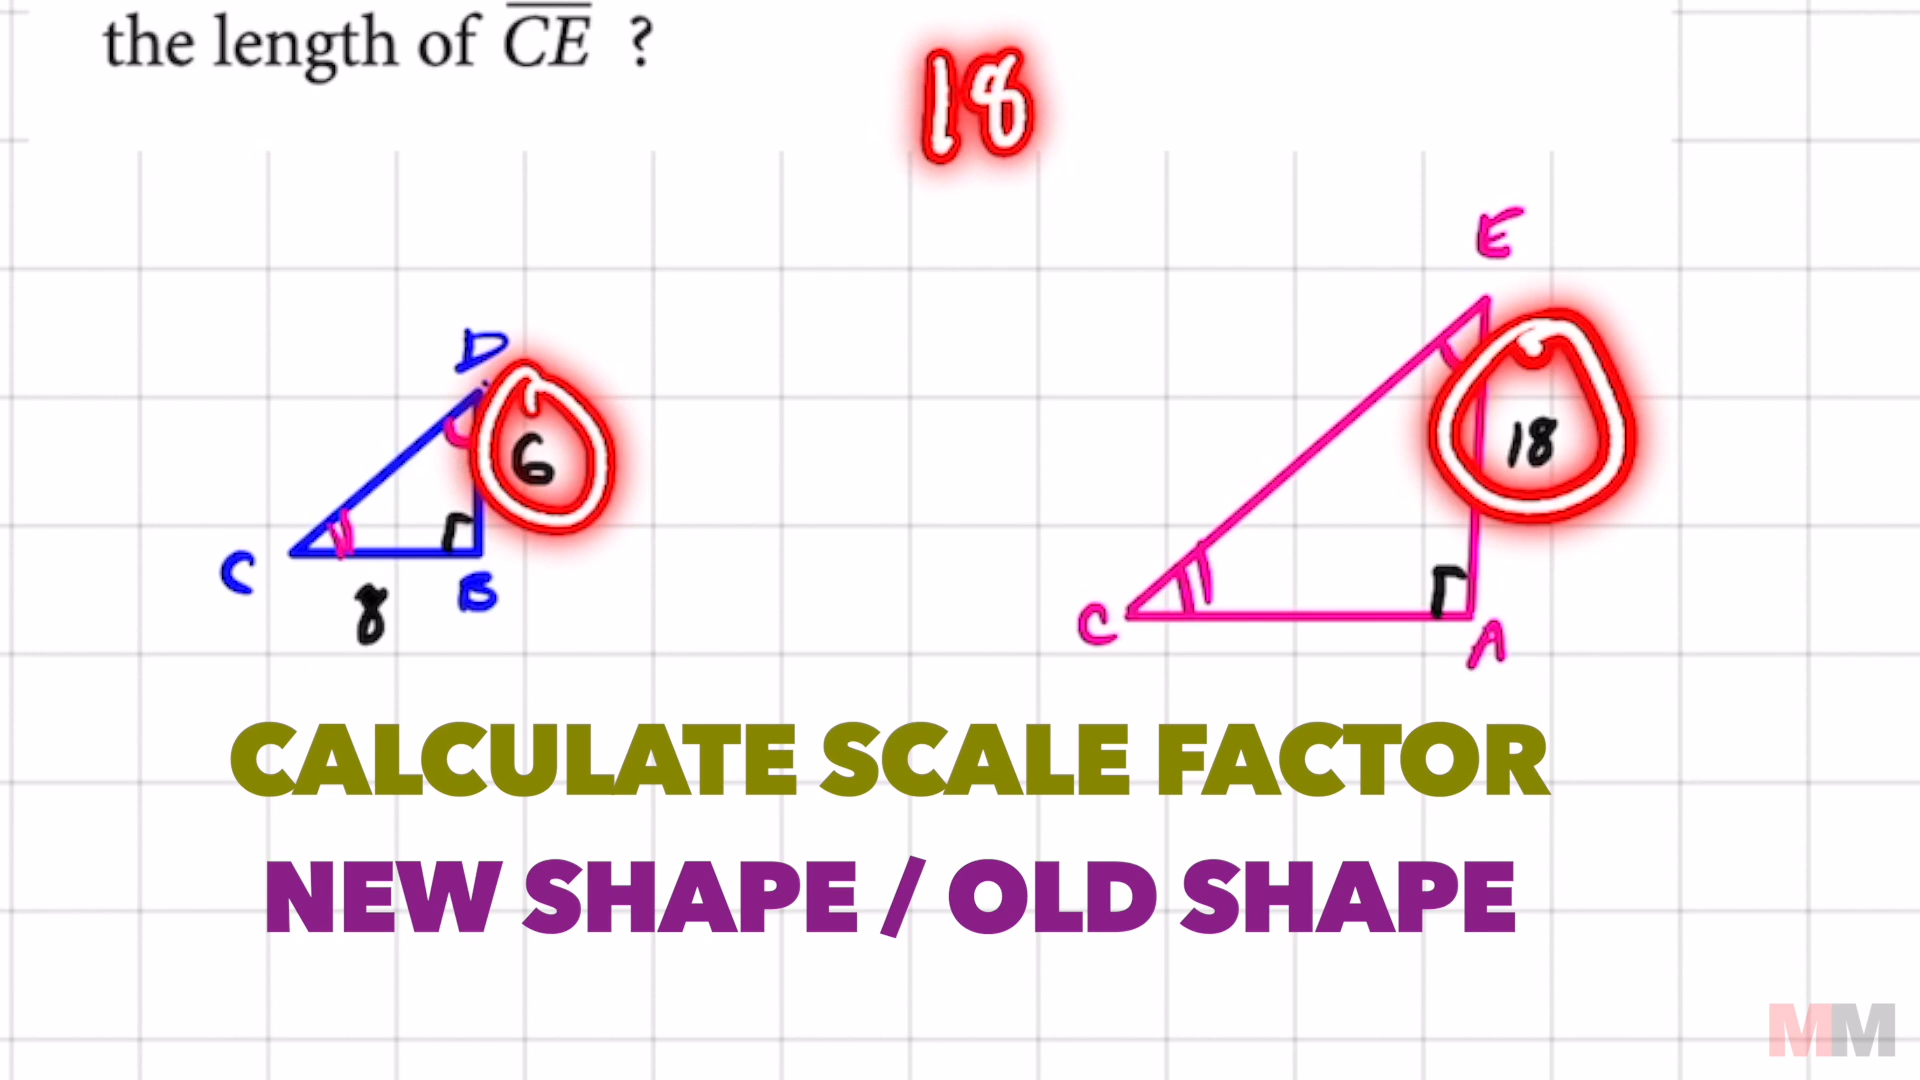 the length of CE ?
18
E
D
6
18
C
8
B
C
A
CALCULATE SCALE FACTOR
NEW SHAPE / OLD SHAPE
MM